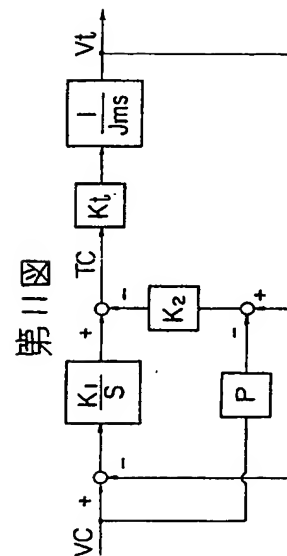 第11図
VC
+
-
K1
S
+
-
TC
Kt
1
Jms
Vt
K2
P
-
+